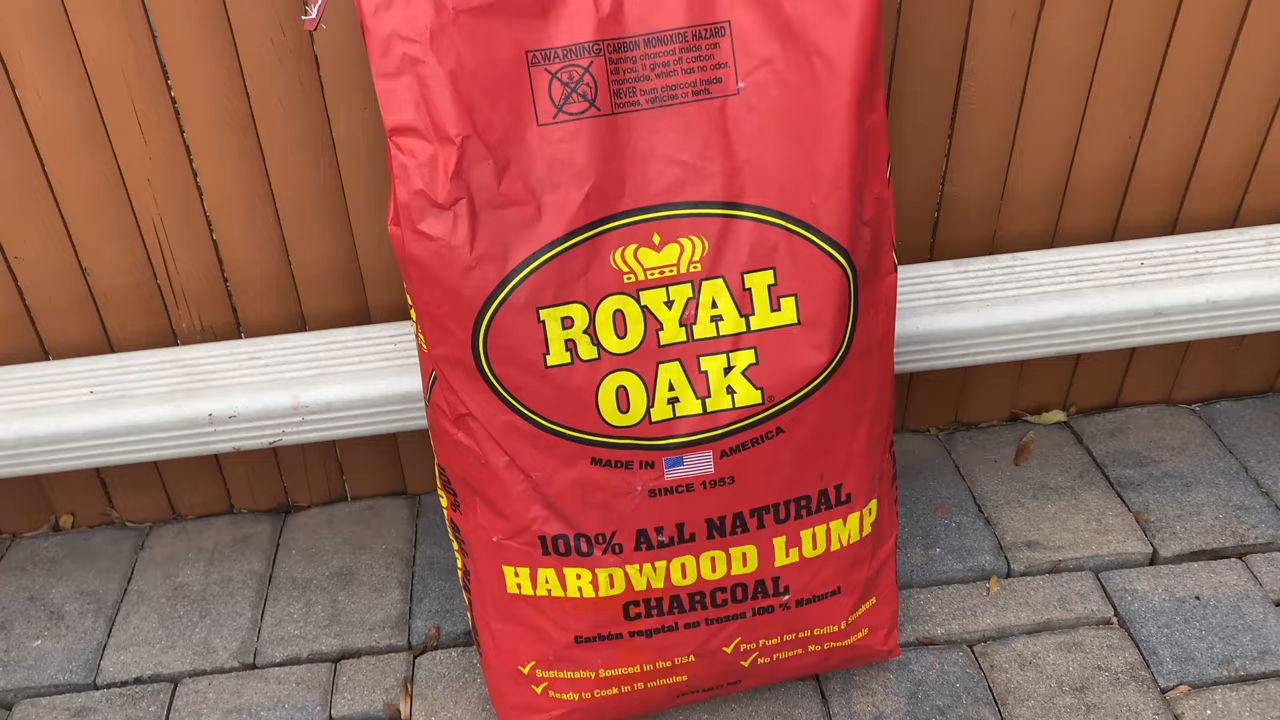 WARNING
CARBON MONOXIDE HAZARD
Burning charcoal inside can
kill you. It gives off carbon
monoxide, which has no odor.
NEVER burn charcoal inside
homes, vehicles or tents.
ROYAL
OAK®
MADE IN AMERICA
SINCE 1953
100% ALL NATURAL
HARDWOOD LUMP
CHARCOAL
Carbón vegetal en trozos 100 % Natural
Sustainably Sourced in the USA
Ready to Cook in 15 minutes
Pro Fuel for all Grills & Smokers
No Fillers, No Chemicals